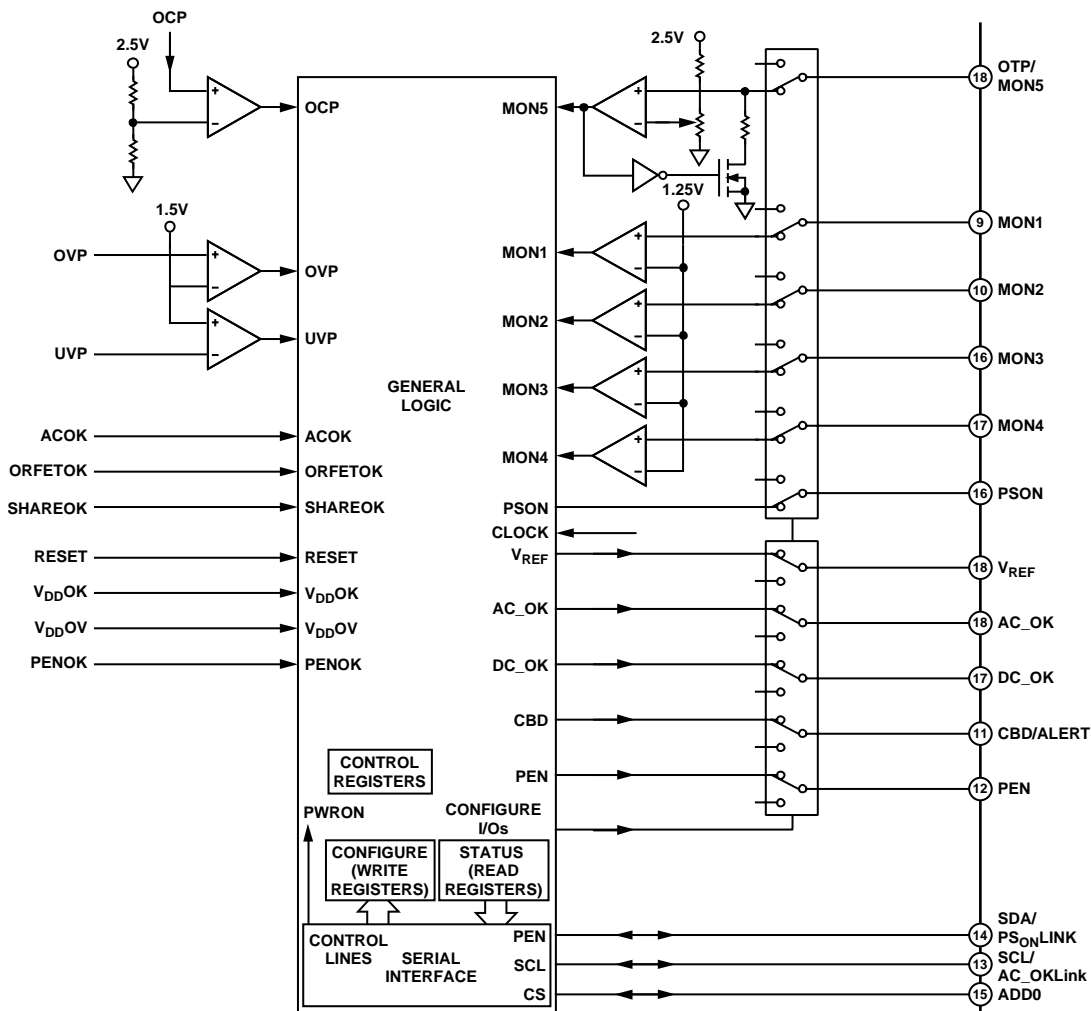 OCP
2.5V
OCP
1.5V
OVP
OVP
UVP
UVP
ACOK
ACOK
ORFETOK
ORFETOK
SHAREOK
SHAREOK
RESET
RESET
VDDOK
VDDOK
VDDOV
VDDOV
PENOK
PENOK
GENERAL
LOGIC
CONTROL
REGISTERS
PWRON
CONFIGURE
(WRITE
REGISTERS)
STATUS
(READ
REGISTERS)
CONTROL
LINES
SERIAL
INTERFACE
PEN
SCL
CS
MON5
MON1
MON2
MON3
MON4
PSON
CLOCK
VREF
AC_OK
DC_OK
CBD
PEN
CONFIGURE
I/Os
2.5V
1.25V
18 OTP/
MON5
9 MON1
10 MON2
16 MON3
17 MON4
16 PSON
18 VREF
18 AC_OK
17 DC_OK
11 CBD/ALERT
12 PEN
14 SDA/
PSONLINK
13 SCL/
AC_OKLink
15 ADD0
+
−
+
−
+
−
+
−
+
−
+
−
+
−
+
−